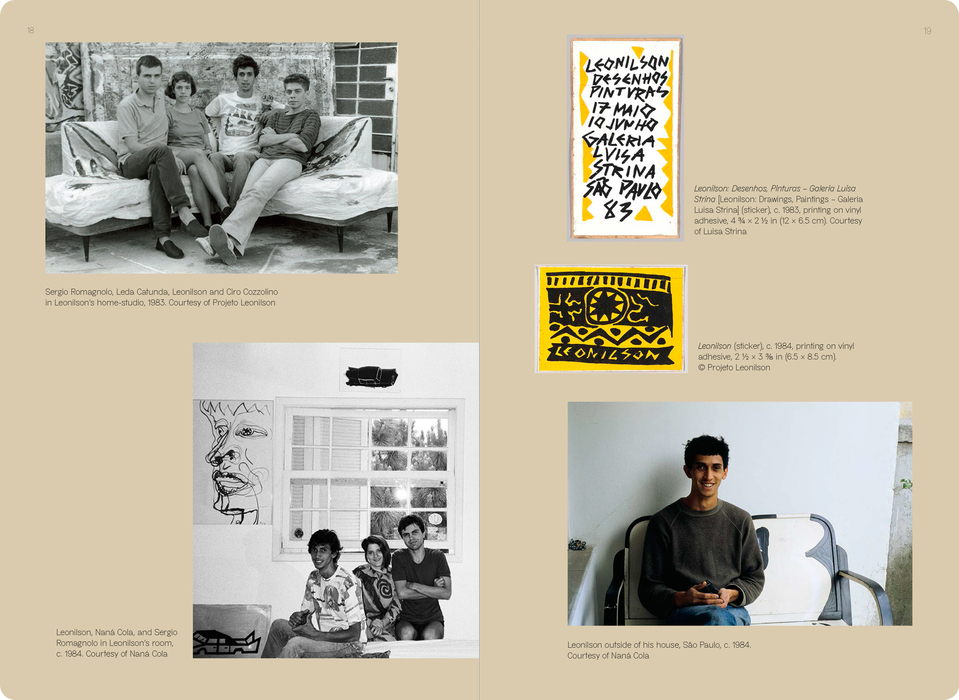 18
Sergio Romagnolo, Leda Catunda, Leonilson and Ciro Cozzolino
in Leonilson's home-studio, 1983. Courtesy of Projeto Leonilson
Leonilson, Naná Cola, and Sergio
Romagnolo in Leonilson's room,
c. 1984. Courtesy of Naná Cola
19
LEONILSON
DESENHOS
PINTVRAS
17 MAIO
10 JVNHO
GALERIA
LVISA
STRINA
SÃO PAVLO
83
Leonilson: Desenhos, Pinturas – Galeria Luisa
Strina [Leonilson: Drawings, Paintings – Galeria
Luisa Strina] (sticker), c. 1983, printing on vinyl
adhesive, 4 ¾ × 2 ½ in (12 × 6.5 cm). Courtesy
of Luisa Strina
LEONILSON
Leonilson (sticker), c. 1984, printing on vinyl
adhesive, 2 ½ × 3 ⅜ in (6.5 × 8.5 cm).
© Projeto Leonilson
Leonilson outside of his house, São Paulo, c. 1984.
Courtesy of Naná Cola